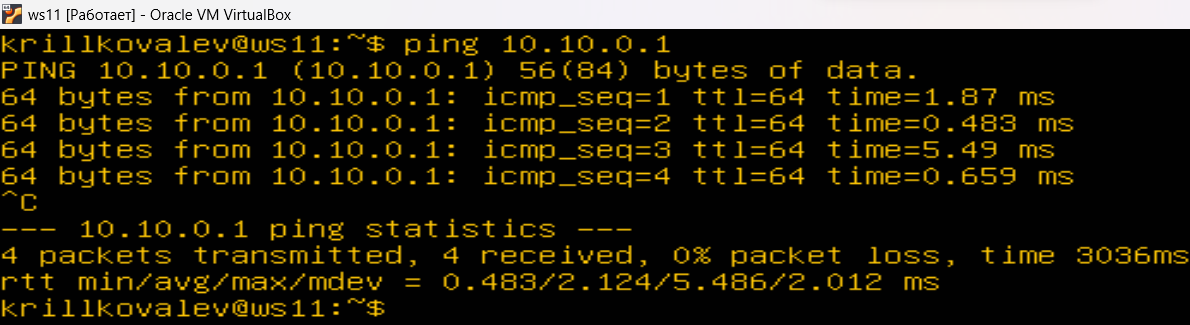 ws11 [Работает] - Oracle VM VirtualBox
krillkovalev@ws11:~$ ping 10.10.0.1
PING 10.10.0.1 (10.10.0.1) 56(84) bytes of data.
64 bytes from 10.10.0.1: icmp_seq=1 ttl=64 time=1.87 ms
64 bytes from 10.10.0.1: icmp_seq=2 ttl=64 time=0.483 ms
64 bytes from 10.10.0.1: icmp_seq=3 ttl=64 time=5.49 ms
64 bytes from 10.10.0.1: icmp_seq=4 ttl=64 time=0.659 ms
^C
--- 10.10.0.1 ping statistics ---
4 packets transmitted, 4 received, 0% packet loss, time 3036ms
rtt min/avg/max/mdev = 0.483/2.124/5.486/2.012 ms
krillkovalev@ws11:~$